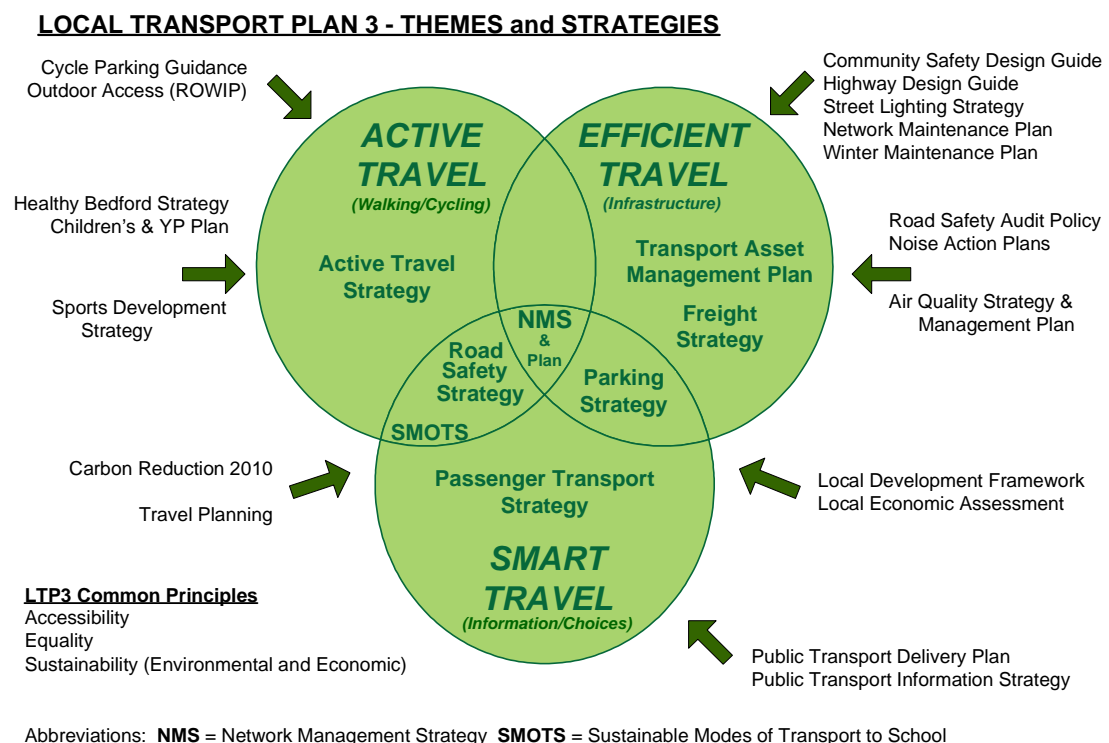 LOCAL TRANSPORT PLAN 3 - THEMES and STRATEGIES
Cycle Parking Guidance
Outdoor Access (ROWIP)
Community Safety Design Guide
Highway Design Guide
Street Lighting Strategy
Network Maintenance Plan
Winter Maintenance Plan
ACTIVE
TRAVEL
(Walking/Cycling)
EFFICIENT
TRAVEL
(Infrastructure)
Healthy Bedford Strategy
Children's & YP Plan
Sports Development
Strategy
Active Travel
Strategy
Transport Asset
Management Plan
Freight
Strategy
Road Safety Audit Policy
Noise Action Plans
Air Quality Strategy &
Management Plan
NMS
&
Plan
Road
Safety
Strategy
Parking
Strategy
SMOTS
Carbon Reduction 2010
Travel Planning
Passenger Transport
Strategy
Local Development Framework
Local Economic Assessment
SMART
TRAVEL
(Information/Choices)
LTP3 Common Principles
Accessibility
Equality
Sustainability (Environmental and Economic)
Public Transport Delivery Plan
Public Transport Information Strategy
Abbreviations: NMS = Network Management Strategy SMOTS = Sustainable Modes of Transport to School